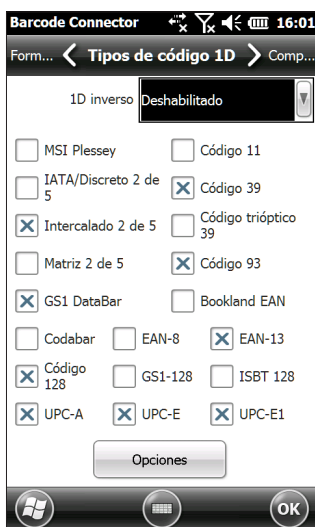 Barcode Connector 16:01
Form... Tipos de código 1D Comp...
1D inverso Deshabilitado
MSI Plessey Código 11
IATA/Discreto 2 de
5
Código 39
Intercalado 2 de 5
Código trióptico
39
Matriz 2 de 5 Código 93
GS1 DataBar Bookland EAN
Codabar EAN-8 EAN-13
Código
128
GS1-128 ISBT 128
UPC-A UPC-E UPC-E1
Opciones
OK